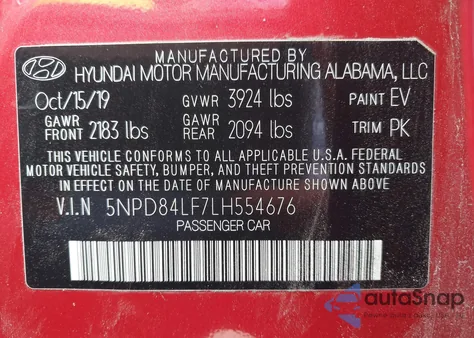 MANUFACTURED BY
HYUNDAI MOTOR MANUFACTURING ALABAMA, LLC
Oct/15/19 GVWR 3924 lbs PAINT EV
GAWR FRONT 2183 lbs GAWR REAR 2094 lbs TRIM PK
THIS VEHICLE CONFORMS TO ALL APPLICABLE U.S.A. FEDERAL
MOTOR VEHICLE SAFETY, BUMPER, AND THEFT PREVENTION STANDARDS
IN EFFECT ON THE DATE OF MANUFACTURE SHOWN ABOVE.
V.I.N 5NPD84LF7LH554676
PASSENGER CAR
autoSnap